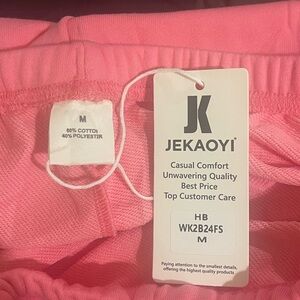 M
60% COTTON
40% POLYESTER
JK
JEKAOYI
Casual Comfort
Unwavering Quality
Best Price
Top Customer Care
HB
WK2B24FS
M
Paying attention to the smallest details,
offering the highest quality products